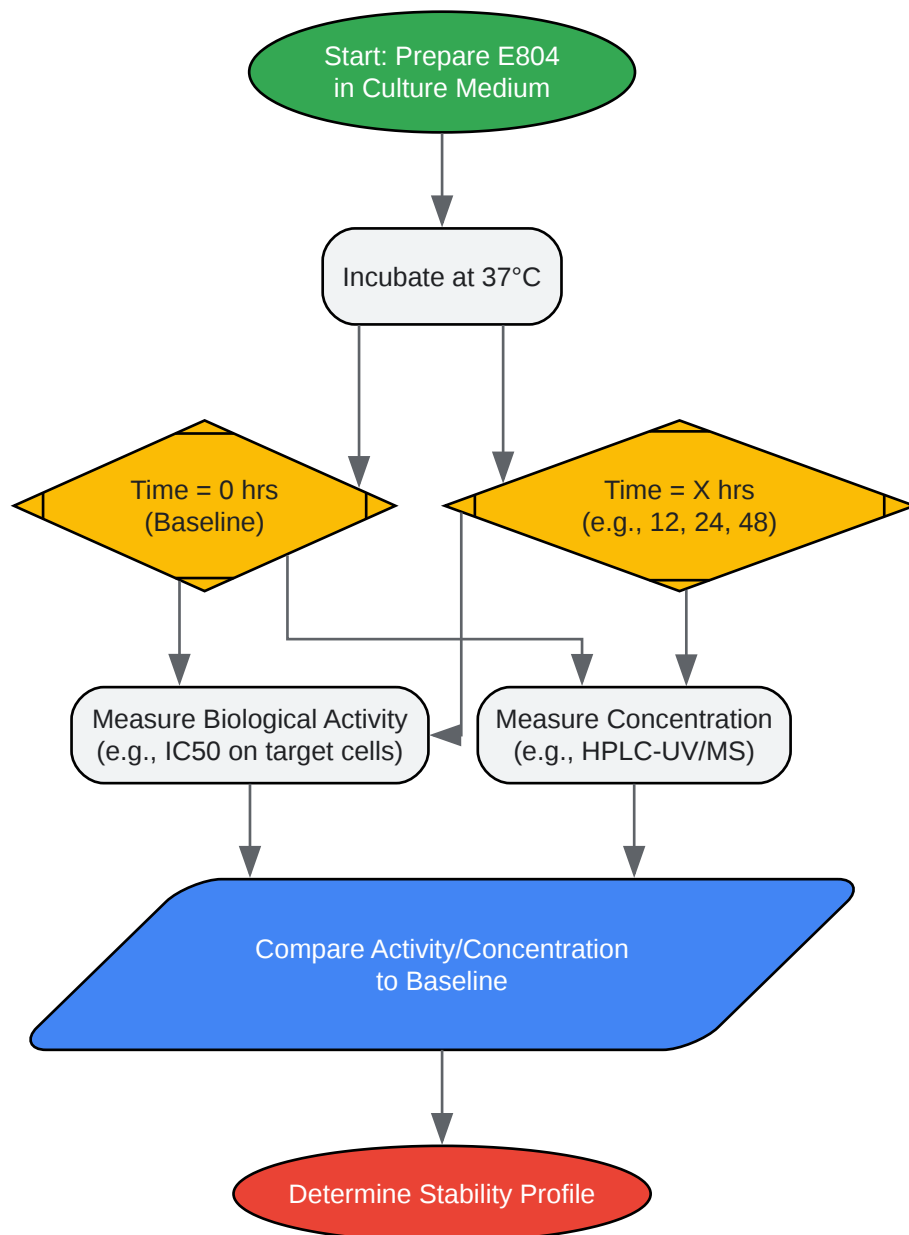 Start: Prepare E804
in Culture Medium
Incubate at 37°C
Time = 0 hrs
(Baseline)
Time = X hrs
(e.g., 12, 24, 48)
Measure Biological Activity
(e.g., IC50 on target cells)
Measure Concentration
(e.g., HPLC-UV/MS)
Compare Activity/Concentration
to Baseline
Determine Stability Profile